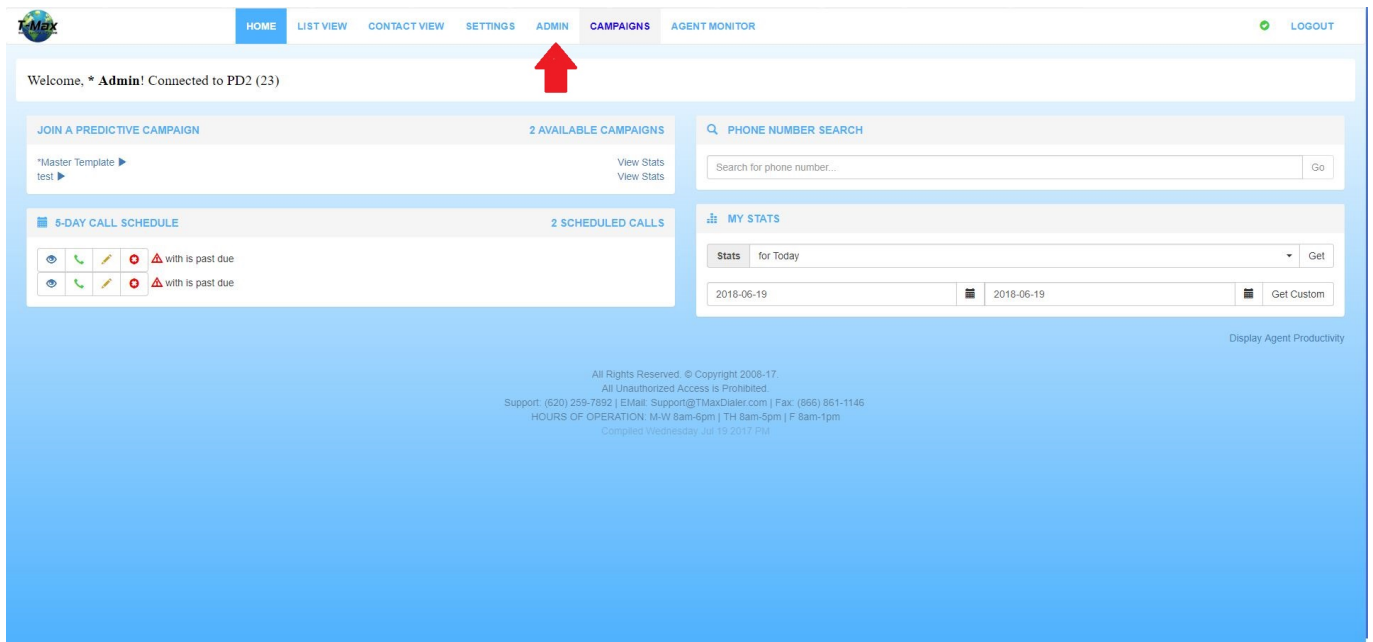 T-Max
HOME LIST VIEW CONTACT VIEW SETTINGS ADMIN CAMPAIGNS AGENT MONITOR LOGOUT
Welcome, * Admin! Connected to PD2 (23)
JOIN A PREDICTIVE CAMPAIGN 2 AVAILABLE CAMPAIGNS
*Master Template View Stats
test View Stats
PHONE NUMBER SEARCH
Search for phone number... Go
5-DAY CALL SCHEDULE 2 SCHEDULED CALLS
with is past due
with is past due
MY STATS
Stats for Today Get
2018-06-19 2018-06-19 Get Custom
Display Agent Productivity
All Rights Reserved. © Copyright 2008-17
All Unauthorized Access is Prohibited.
Support: (620) 259-7892 | EMail: Support@TMaxDialer.com | Fax: (866) 861-1146
HOURS OF OPERATION: M-W 8am-6pm | TH 8am-5pm | F 8am-1pm
Compiled Wednesday Jul 19 2017 PM